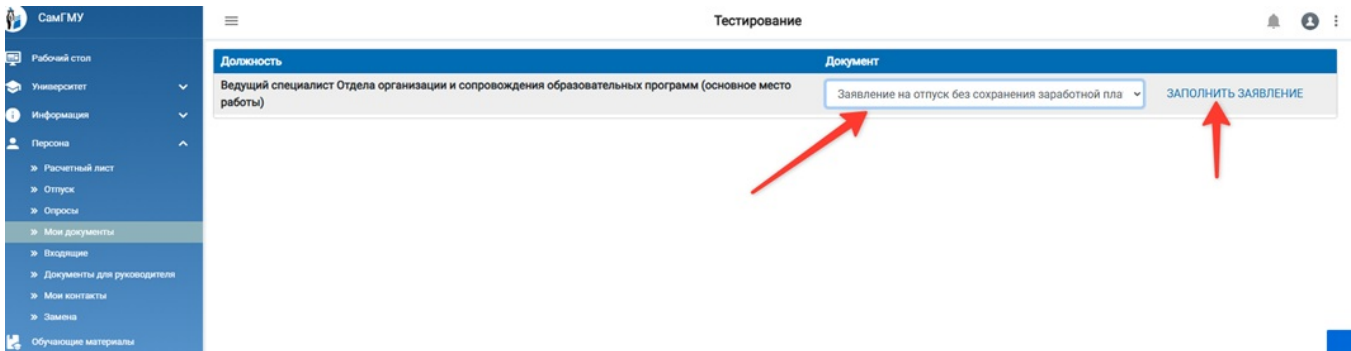 СамГМУ
Тестирование
Рабочий стол
Университет
Информация
Персона
Расчетный лист
Отпуск
Опросы
Мои документы
Входящие
Документы для руководителя
Мои контакты
Замена
Обучающие материалы
Должность
Документ
Ведущий специалист Отдела организации и сопровождения образовательных программ (основное место
работы)
Заявление на отпуск без сохранения заработной пла
ЗАПОЛНИТЬ ЗАЯВЛЕНИЕ